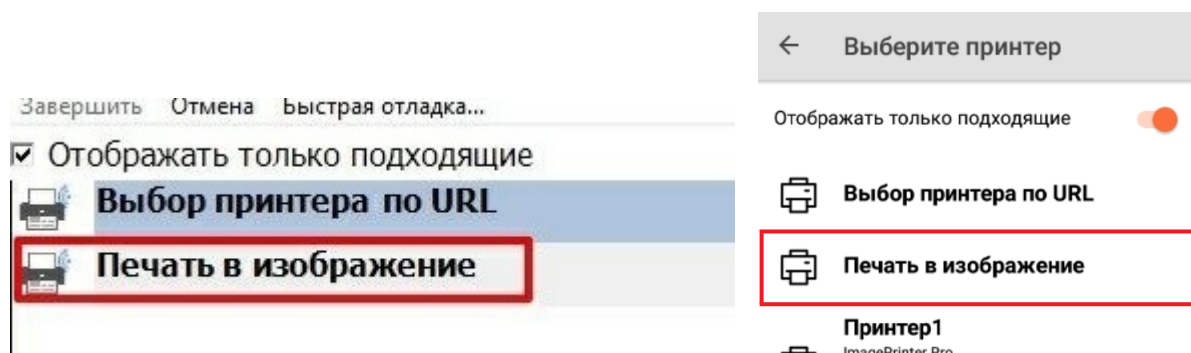 Завершить Отмена Быстрая отладка...
Отображать только подходящие
Выбор принтера по URL
Печать в изображение
Выберите принтер
Отображать только подходящие
Выбор принтера по URL
Печать в изображение
Принтер1
ImagePrinter Pro